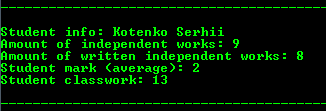 Student info: Kotenko Serhii
Amount of independent works: 9
Amount of written independent works: 8
Student mark (average): 2
Student classwork: 13